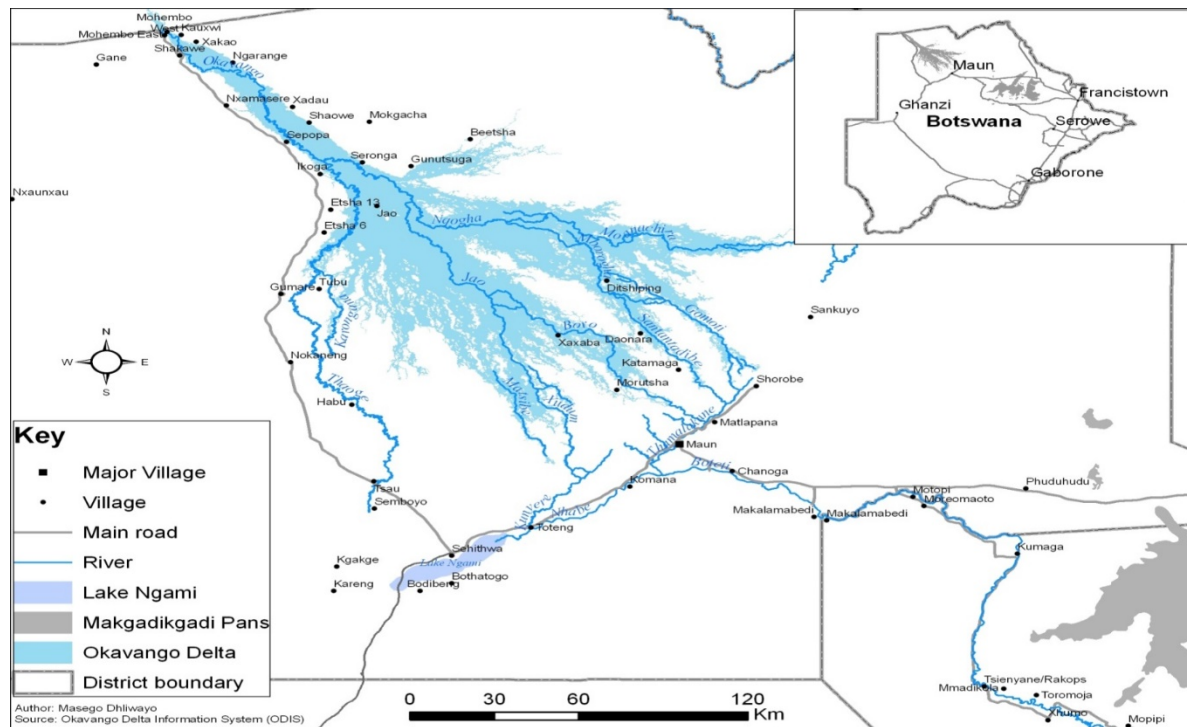 Mohembo
West
Kauxwi
Mohembo East
Xakao
Shakawe
Gane
Ngarange
Okavango
Nxamasere
Xadau
Shaowe
Mokgacha
Sepopa
Beetsha
Seronga
Gunutsuga
Ikoga
Nxaunxau
Etsha 13
Jao
Etsha 6
Nqogha
Jao
Ditshiping
Tubu
Gumare
Sankuyo
Boro
Gomoti
Santantadibe
Xaxaba
Daonara
Nokaneng
Katamaga
Morutsha
Shorobe
Thaoge
Habu
Matsibe
Xudum
Matlapana
Thamalakane
Maun
Boteti
Chanoga
Tsau
Komana
Semboyo
Phuduhudu
Motopi
Moreomaoto
Makalamabedi
Makalamabedi
Kunyere
Nhabe
Toteng
Sehithwa
Kumaga
Lake Ngami
Kgakge
Bothatogo
Kareng
Bodibeng
Tsienyane/Rakops
Mmadikola
Toromoja
Xhumo
Mopipi
Maun
Francistown
Ghanzi
Botswana
Serowe
Gaborone
N
W E
S
Key
Major Village
Village
Main road
River
Lake Ngami
Makgadikgadi Pans
Okavango Delta
District boundary
Author: Masego Dhliwayo
Source: Okavango Delta Information System (ODIS)
0 30 60 120
Km